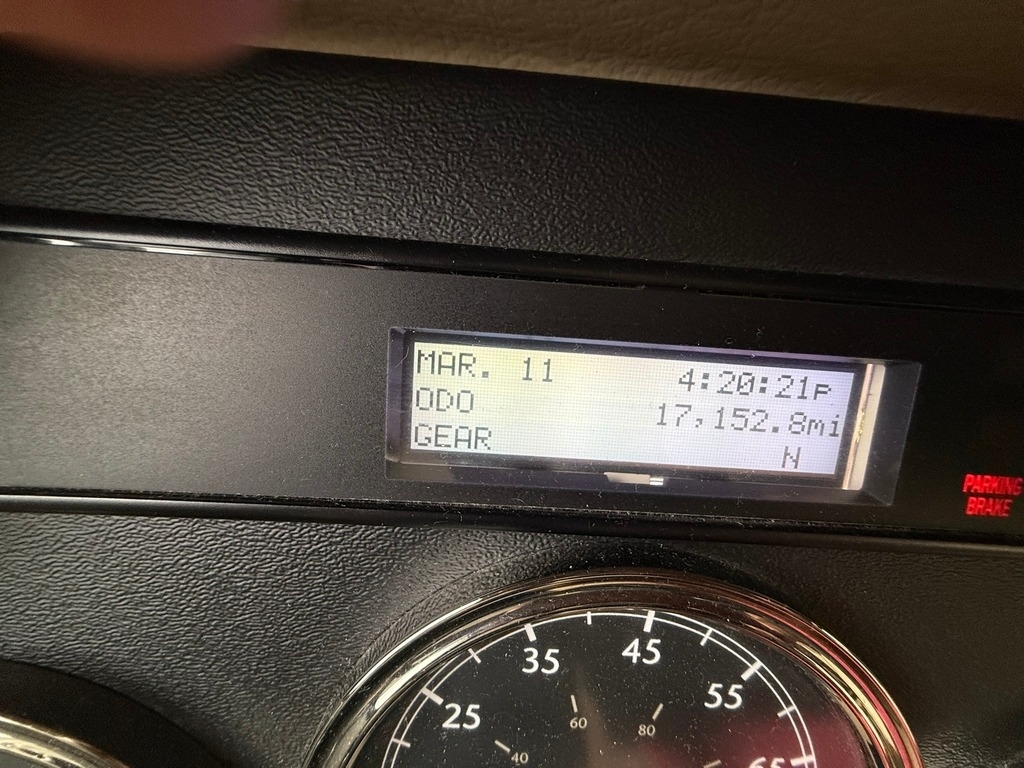 MAR. 11 4:20:21p
ODO 17,152.8mi
GEAR N
PARKING
BRAKE
25 35 45 55 65
40 60 80